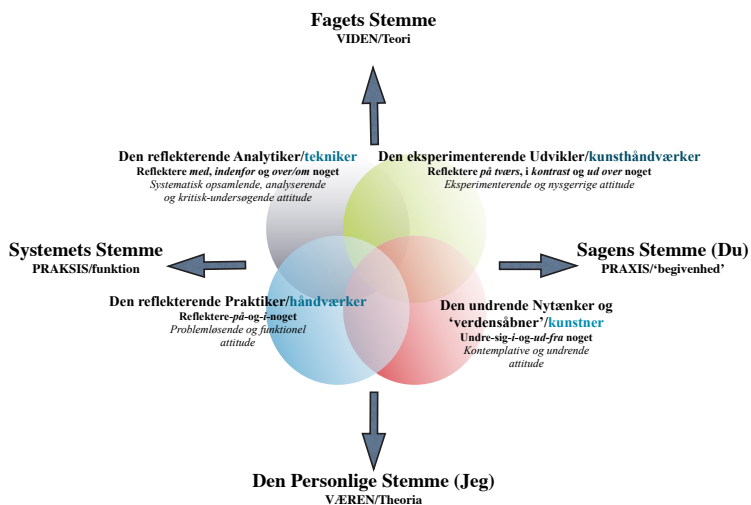 Fagets Stemme
VIDEN/Teori
Den reflekterende Analytiker/tekniker
Reflektere med, indenfor og over/om noget
Systematisk opsamlende, analyserende
og kritisk-undersøgende attitude
Den eksperimenterende Udvikler/kunsthåndværker
Reflektere på tværs, i kontrast og ud over noget
Eksperimenterende og nysgerrige attitude
Systemets Stemme
PRAKSIS/funktion
Sagens Stemme (Du)
PRAXIS/‘begivenhed’
Den reflekterende Praktiker/håndværker
Reflektere-på-og-i-noget
Problemløsende og funktionel
attitude
Den undrende Nytænker og
‘verdensåbner’/kunstner
Undre-sig-i-og-ud-fra noget
Kontemplative og undrende
attitude
Den Personlige Stemme (Jeg)
VÆREN/Theoria